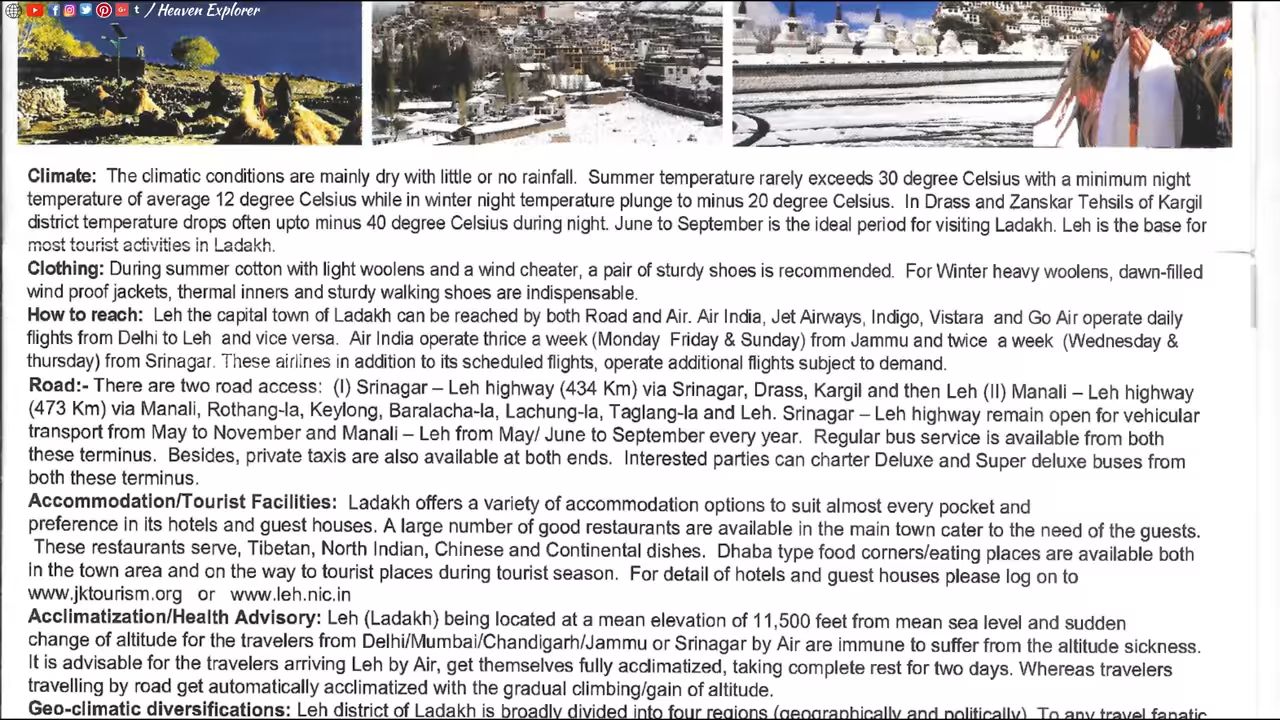 / Heaven Explorer
Climate: The climatic conditions are mainly dry with little or no rainfall. Summer temperature rarely exceeds 30 degree Celsius with a minimum night
temperature of average 12 degree Celsius while in winter night temperature plunge to minus 20 degree Celsius. In Drass and Zanskar Tehsils of Kargil
district temperature drops often upto minus 40 degree Celsius during night. June to September is the ideal period for visiting Ladakh. Leh is the base for
most tourist activities in Ladakh.
Clothing: During summer cotton with light woolens and a wind cheater, a pair of sturdy shoes is recommended. For Winter heavy woolens, dawn-filled
wind proof jackets, thermal inners and sturdy walking shoes are indispensable.
How to reach: Leh the capital town of Ladakh can be reached by both Road and Air. Air India, Jet Airways, Indigo, Vistara and Go Air operate daily
flights from Delhi to Leh and vice versa. Air India operate thrice a week (Monday Friday & Sunday) from Jammu and twice a week (Wednesday &
thursday) from Srinagar. These airlines in addition to its scheduled flights, operate additional flights subject to demand.
Road:- There are two road access: (I) Srinagar – Leh highway (434 Km) via Srinagar, Drass, Kargil and then Leh (II) Manali – Leh highway
(473 Km) via Manali, Rothang-la, Keylong, Baralacha-la, Lachung-la, Taglang-la and Leh. Srinagar – Leh highway remain open for vehicular
transport from May to November and Manali – Leh from May/ June to September every year. Regular bus service is available from both
these terminus. Besides, private taxis are also available at both ends. Interested parties can charter Deluxe and Super deluxe buses from
both these terminus.
Accommodation/Tourist Facilities: Ladakh offers a variety of accommodation options to suit almost every pocket and
preference in its hotels and guest houses. A large number of good restaurants are available in the main town cater to the need of the guests.
These restaurants serve, Tibetan, North Indian, Chinese and Continental dishes. Dhaba type food corners/eating places are available both
in the town area and on the way to tourist places during tourist season. For detail of hotels and guest houses please log on to
www.jktourism.org or www.leh.nic.in
Acclimatization/Health Advisory: Leh (Ladakh) being located at a mean elevation of 11,500 feet from mean sea level and sudden
change of altitude for the travelers from Delhi/Mumbai/Chandigarh/Jammu or Srinagar by Air are immune to suffer from the altitude sickness.
It is advisable for the travelers arriving Leh by Air, get themselves fully acclimatized, taking complete rest for two days. Whereas travelers
travelling by road get automatically acclimatized with the gradual climbing/gain of altitude.
Geo-climatic diversifications: Leh district of Ladakh is broadly divided into four regions (geographically and politically). To any travel fanatic